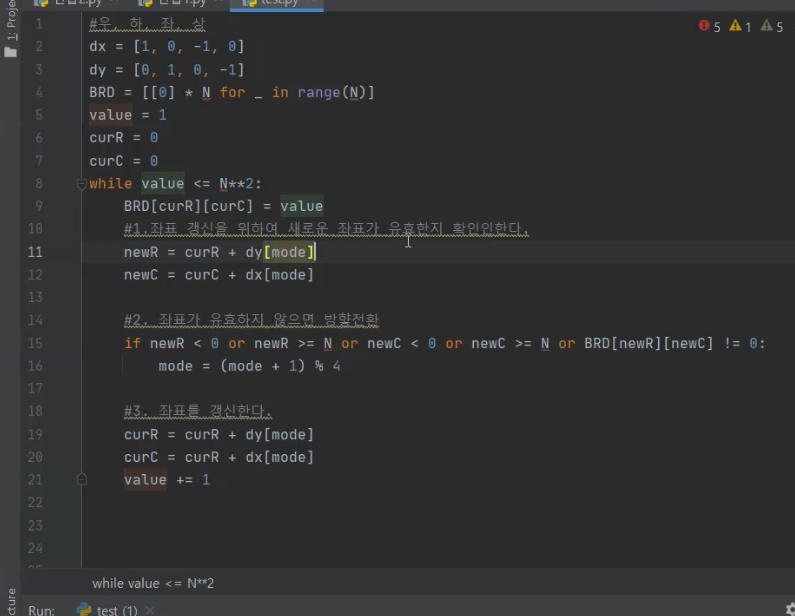 test.py
1: Proje
1 #우, 하, 좌, 상
2 dx = [1, 0, -1, 0]
3 dy = [0, 1, 0, -1]
4 BRD = [[0] * N for _ in range(N)]
5 value = 1
6 curR = 0
7 curC = 0
8 while value <= N**2:
9 BRD[curR][curC] = value
10 #1.좌표 갱신을 위하여 새로운 좌표가 유효한지 확인인한다.
11 newR = curR + dy[mode]
12 newC = curC + dx[mode]
13
14 #2. 좌표가 유효하지 않으면 방향전환
15 if newR < 0 or newR >= N or newC < 0 or newC >= N or BRD[newR][newC] != 0:
16 mode = (mode + 1) % 4
17
18 #3. 좌표를 갱신한다.
19 curR = curR + dy[mode]
20 curC = curR + dx[mode]
21 value += 1
22
23
24
5 1 5
while value <= N**2
cture
Run: test (1)